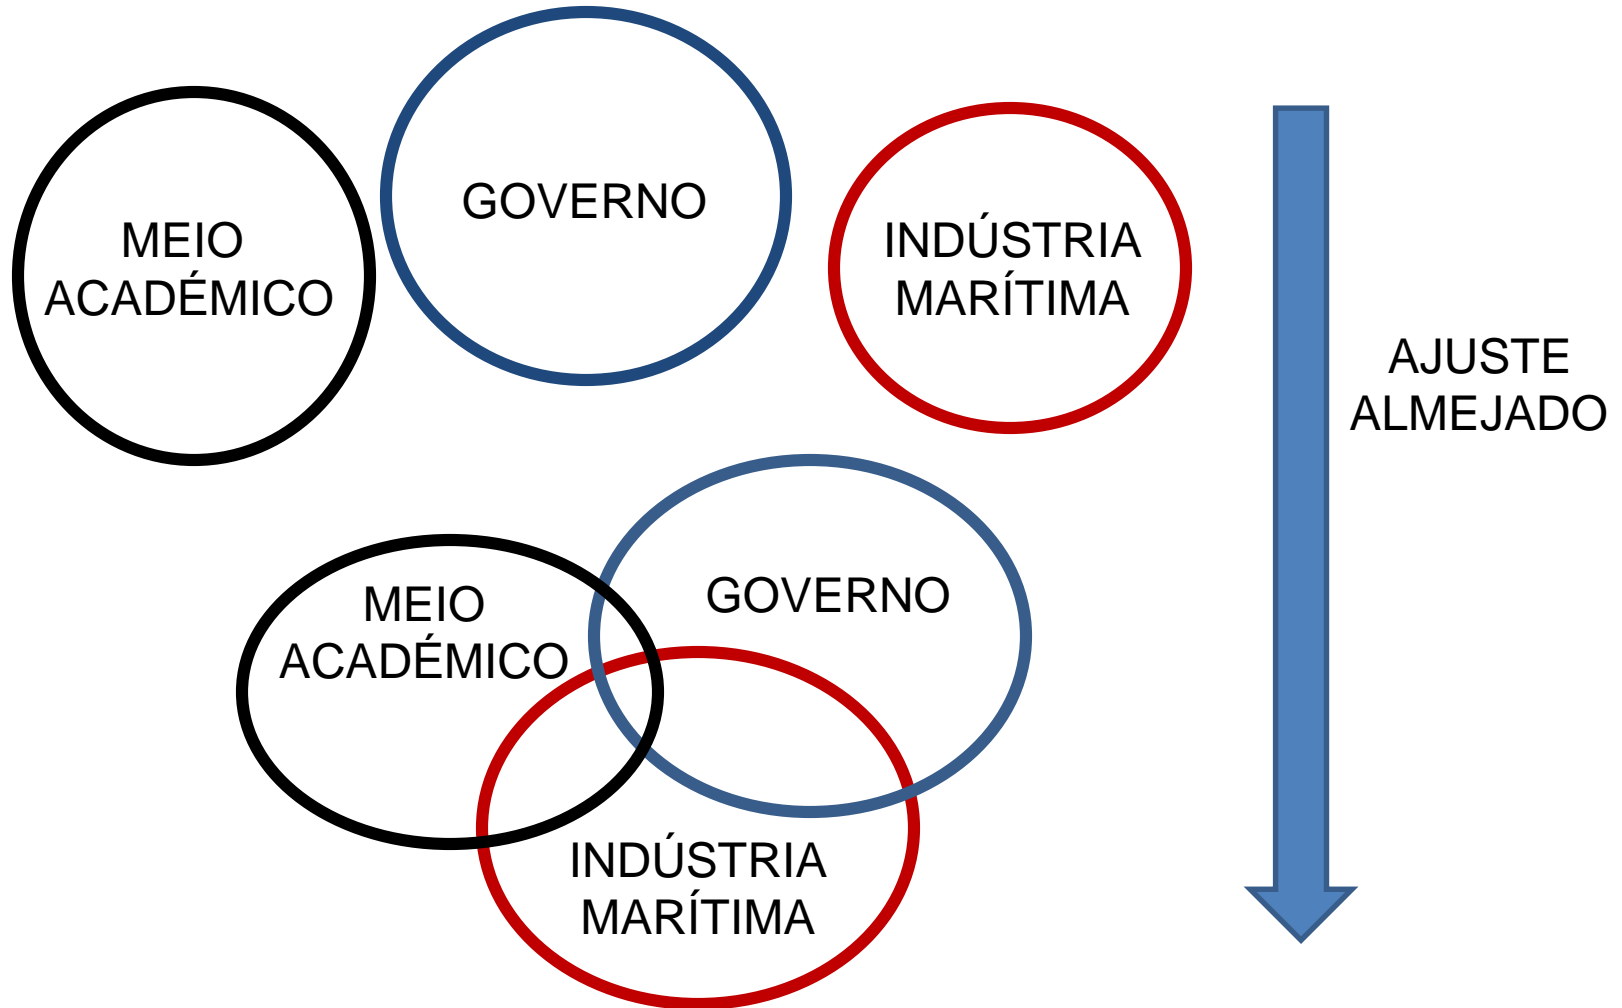 GOVERNO
MEIO
ACADÉMICO
INDÚSTRIA
MARÍTIMA
AJUSTE
ALMEJADO
MEIO
ACADÉMICO
GOVERNO
INDÚSTRIA
MARÍTIMA